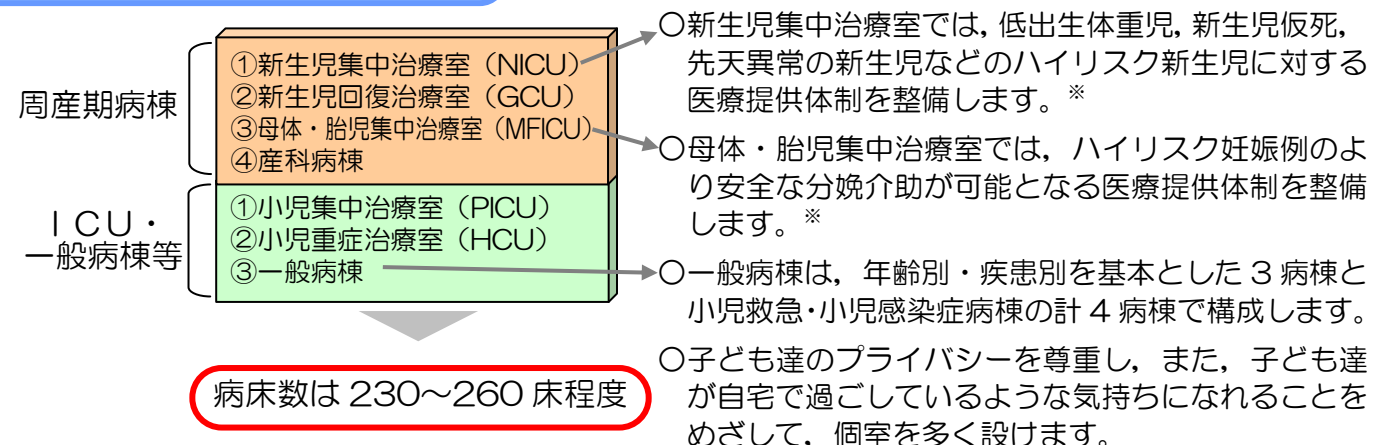 周産期病棟
①新生児集中治療室（NICU）
②新生児回復治療室（GCU）
③母体・胎児集中治療室（MFICU）
④産科病棟
ＩＣＵ・
一般病棟等
①小児集中治療室（PICU）
②小児重症治療室（HCU）
③一般病棟
病床数は 230～260 床程度
○新生児集中治療室では，低出生体重児，新生児仮死，
先天異常の新生児などのハイリスク新生児に対する
医療提供体制を整備します。※
○母体・胎児集中治療室では，ハイリスク妊娠例のよ
り安全な分娩介助が可能となる医療提供体制を整備
します。※
○一般病棟は，年齢別・疾患別を基本とした 3 病棟と
小児救急・小児感染症病棟の計 4 病棟で構成します。
○子ども達のプライバシーを尊重し，また，子ども達
が自宅で過ごしているような気持ちになれることを
めざして，個室を多く設けます。